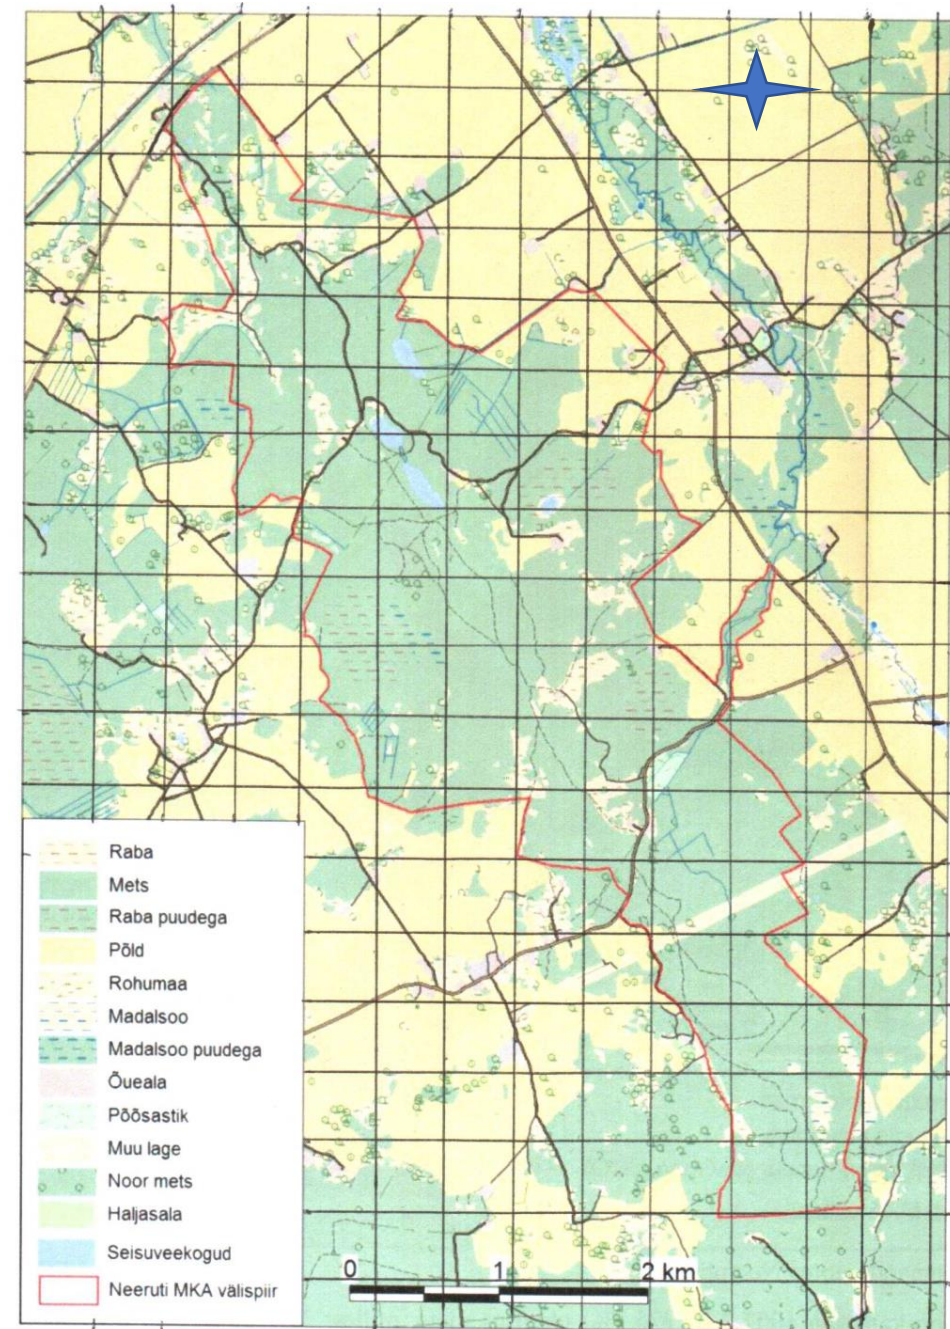 Raba
Mets
Raba puudega
Põld
Rohumaa
Madalsoo
Madalsoo puudega
Õueala
Põõsastik
Muu lage
Noor mets
Haljasala
Seisuveekogud
Neeruti MKA välispiir
0 1 2 km